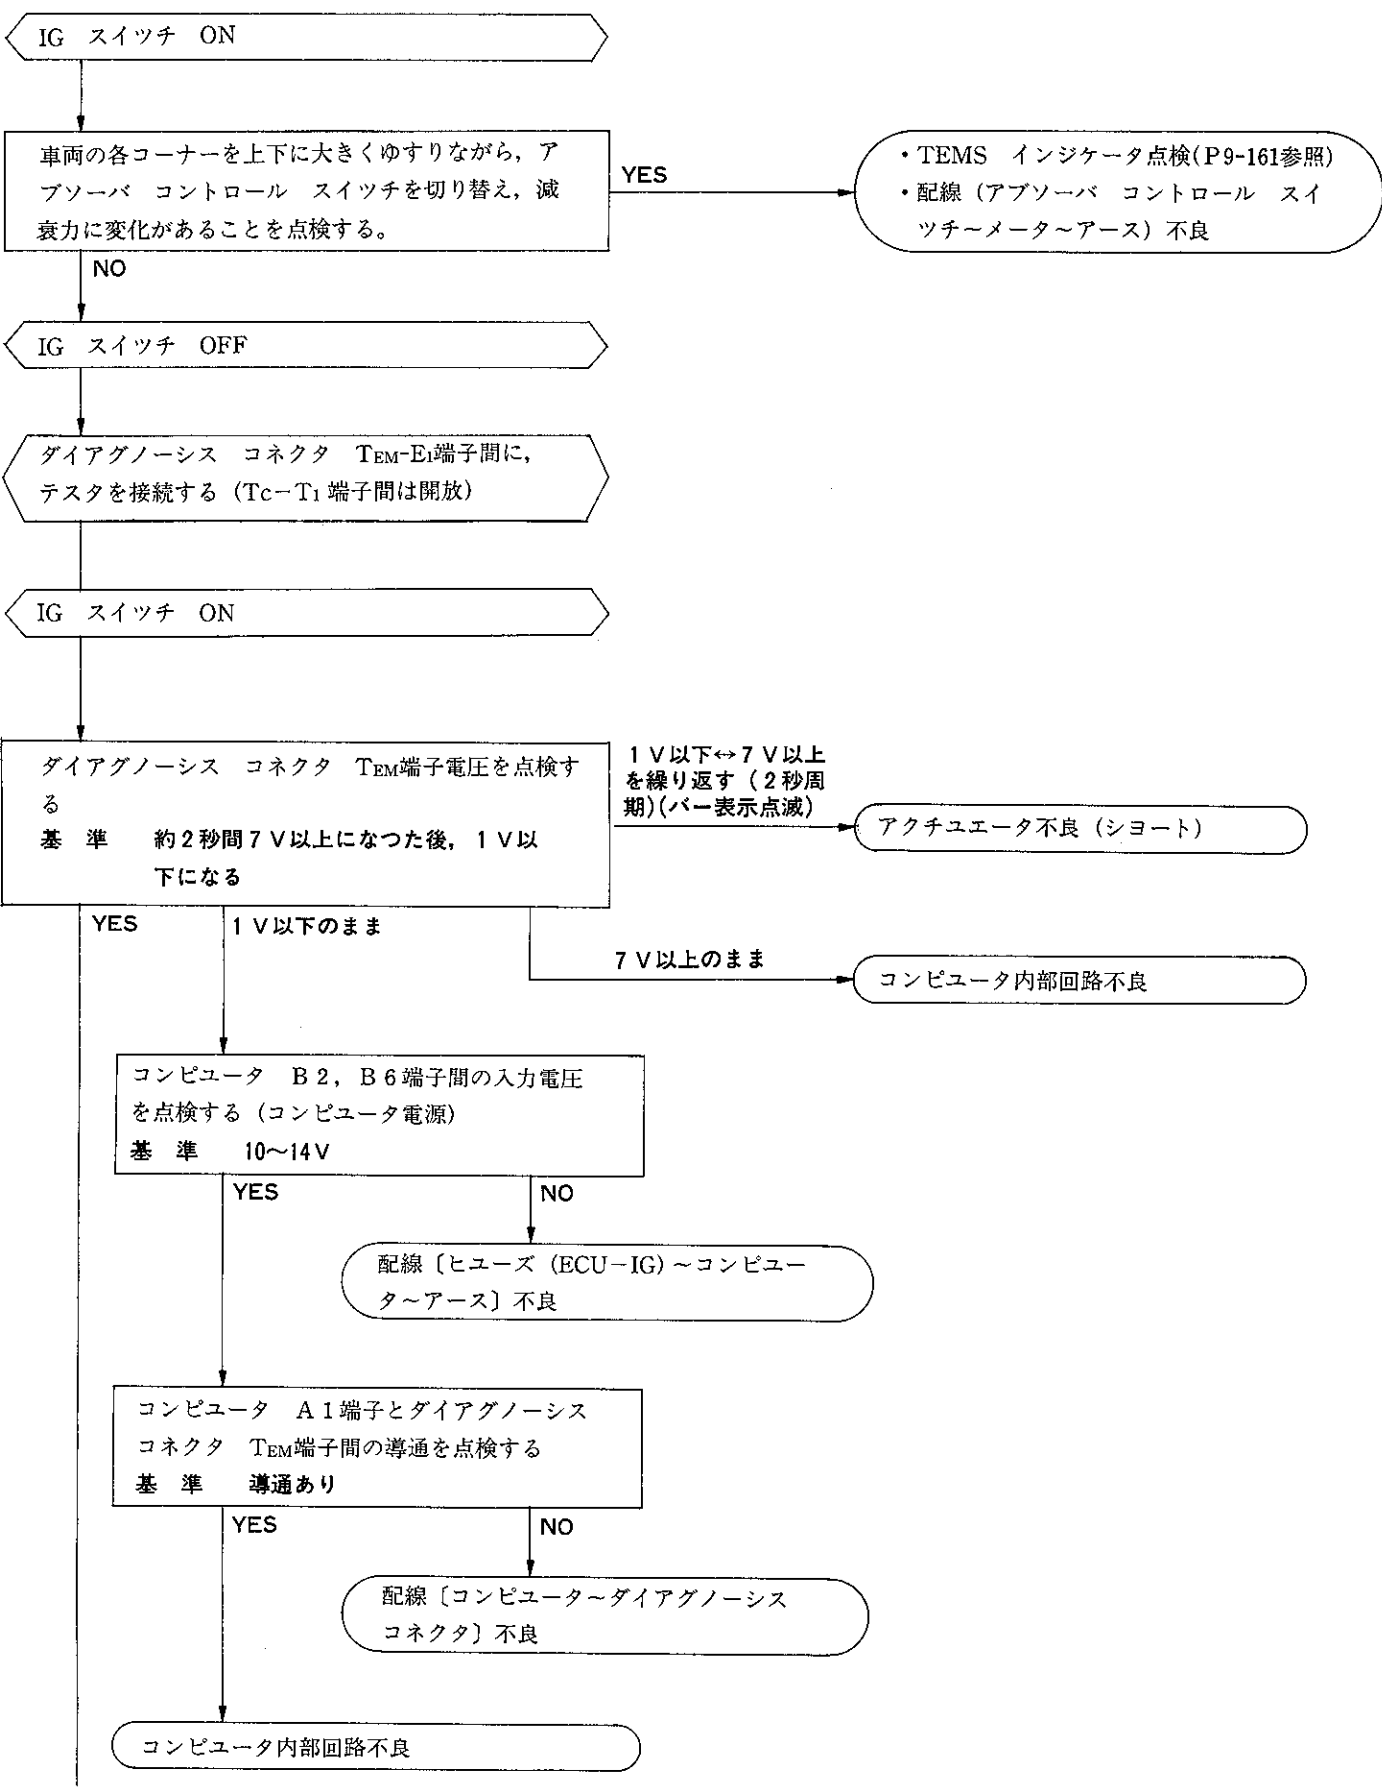 IG スイッチ ON
車両の各コーナーを上下に大きくゆすりながら，ア
ブソーバ コントロール スイッチを切り替え，減
衰力に変化があることを点検する。
YES
・TEMS インジケータ点検(P9-161参照)
・配線（アブソーバ コントロール スイ
ツチ～メータ～アース）不良
NO
IG スイツチ OFF
ダイアグノーシス コネクタ TEM-E1端子間に，
テスタを接続する（TC－T1 端子間は開放）
IG スイツチ ON
ダイアグノーシス コネクタ TEM端子電圧を点検す
る
基 準 約2秒間7V以上になつた後，1V以
下になる
1V以下↔7V以上
を繰り返す（2秒周
期）(バー表示点滅)
アクチユエータ不良（シヨート）
YES
1V以下のまま
7V以上のまま
コンピユータ内部回路不良
コンピユータ B2，B6端子間の入力電圧
を点検する（コンピユータ電源）
基 準 10～14V
YES
NO
配線〔ヒユーズ（ECU－IG）～コンピユー
タ～アース〕不良
コンピユータ A1端子とダイアグノーシス
コネクタ TEM端子間の導通を点検する
基 準 導通あり
YES
NO
配線〔コンピユータ～ダイアグノーシス
コネクタ〕不良
コンピユータ内部回路不良